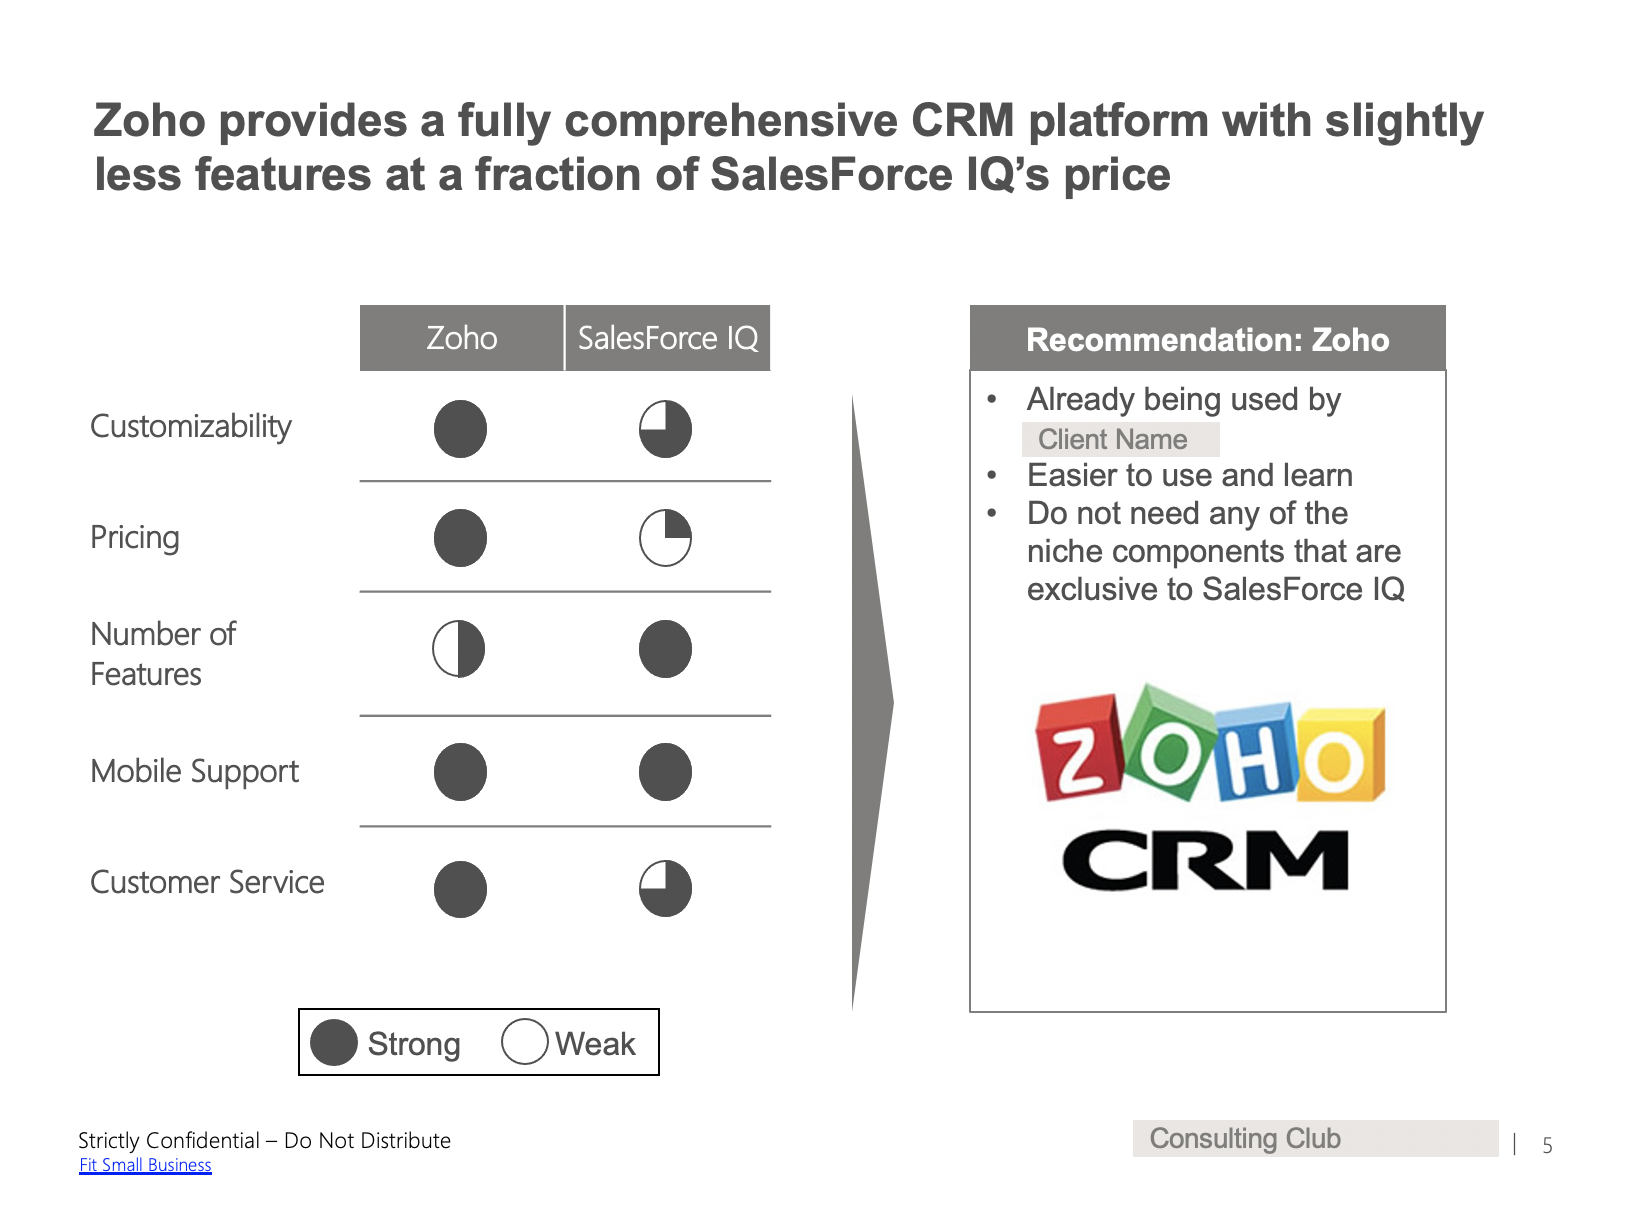 Zoho provides a fully comprehensive CRM platform with slightly
less features at a fraction of SalesForce IQ’s price
Zoho
SalesForce IQ
Customizability
Pricing
Number of
Features
Mobile Support
Customer Service
Strong
Weak
Recommendation: Zoho
• Already being used by
Client Name
• Easier to use and learn
• Do not need any of the
niche components that are
exclusive to SalesForce IQ
ZOHO
CRM
Strictly Confidential – Do Not Distribute
Fit Small Business
Consulting Club
| 5